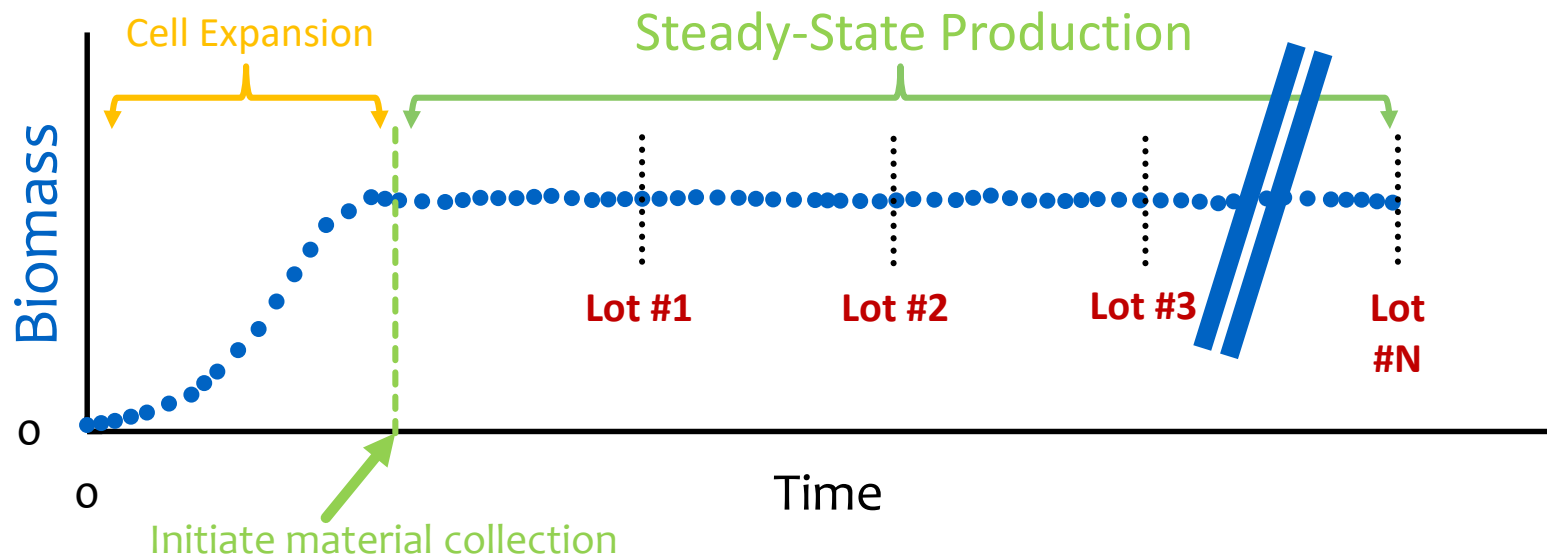 Cell Expansion
Steady-State Production
Biomass
Lot #1
Lot #2
Lot #3
Lot
#N
0
0
Time
Initiate material collection